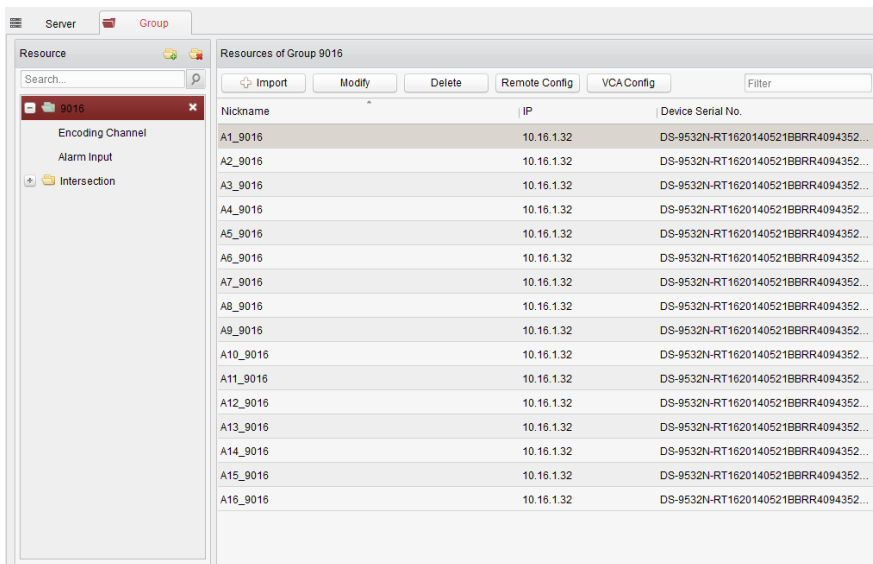 Server Group
Resource
Search...
9016
Encoding Channel
Alarm Input
Intersection
Resources of Group 9016
Import Modify Delete Remote Config VCA Config Filter
Nickname IP Device Serial No.
A1_9016 10.16.1.32 DS-9532N-RT1620140521BBRR4094352...
A2_9016 10.16.1.32 DS-9532N-RT1620140521BBRR4094352...
A3_9016 10.16.1.32 DS-9532N-RT1620140521BBRR4094352...
A4_9016 10.16.1.32 DS-9532N-RT1620140521BBRR4094352...
A5_9016 10.16.1.32 DS-9532N-RT1620140521BBRR4094352...
A6_9016 10.16.1.32 DS-9532N-RT1620140521BBRR4094352...
A7_9016 10.16.1.32 DS-9532N-RT1620140521BBRR4094352...
A8_9016 10.16.1.32 DS-9532N-RT1620140521BBRR4094352...
A9_9016 10.16.1.32 DS-9532N-RT1620140521BBRR4094352...
A10_9016 10.16.1.32 DS-9532N-RT1620140521BBRR4094352...
A11_9016 10.16.1.32 DS-9532N-RT1620140521BBRR4094352...
A12_9016 10.16.1.32 DS-9532N-RT1620140521BBRR4094352...
A13_9016 10.16.1.32 DS-9532N-RT1620140521BBRR4094352...
A14_9016 10.16.1.32 DS-9532N-RT1620140521BBRR4094352...
A15_9016 10.16.1.32 DS-9532N-RT1620140521BBRR4094352...
A16_9016 10.16.1.32 DS-9532N-RT1620140521BBRR4094352...